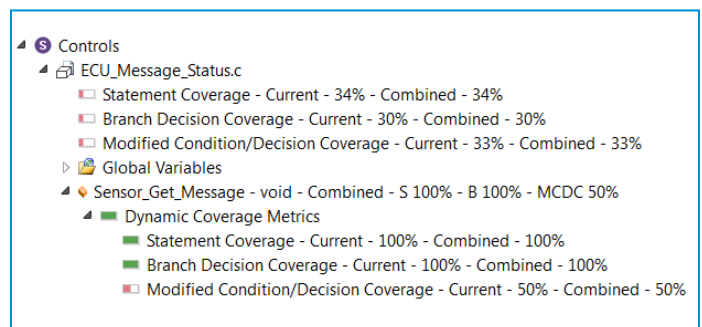 S Controls
ECU_Message_Status.c
Statement Coverage - Current - 34% - Combined - 34%
Branch Decision Coverage - Current - 30% - Combined - 30%
Modified Condition/Decision Coverage - Current - 33% - Combined - 33%
Global Variables
Sensor_Get_Message - void - Combined - S 100% - B 100% - MCDC 50%
Dynamic Coverage Metrics
Statement Coverage - Current - 100% - Combined - 100%
Branch Decision Coverage - Current - 100% - Combined - 100%
Modified Condition/Decision Coverage - Current - 50% - Combined - 50%